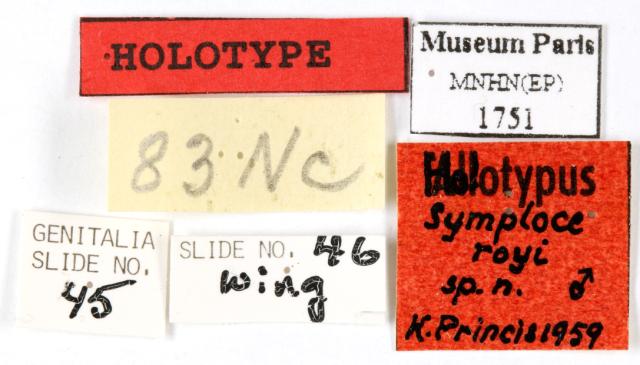 HOLOTYPE
Museum Paris
MNHN(EP)
1751
83 Nc
Holotypus
Symploce
royi
sp. n. ♂
K. Princis 1959
GENITALIA
SLIDE NO.
45
SLIDE NO. 46
wing